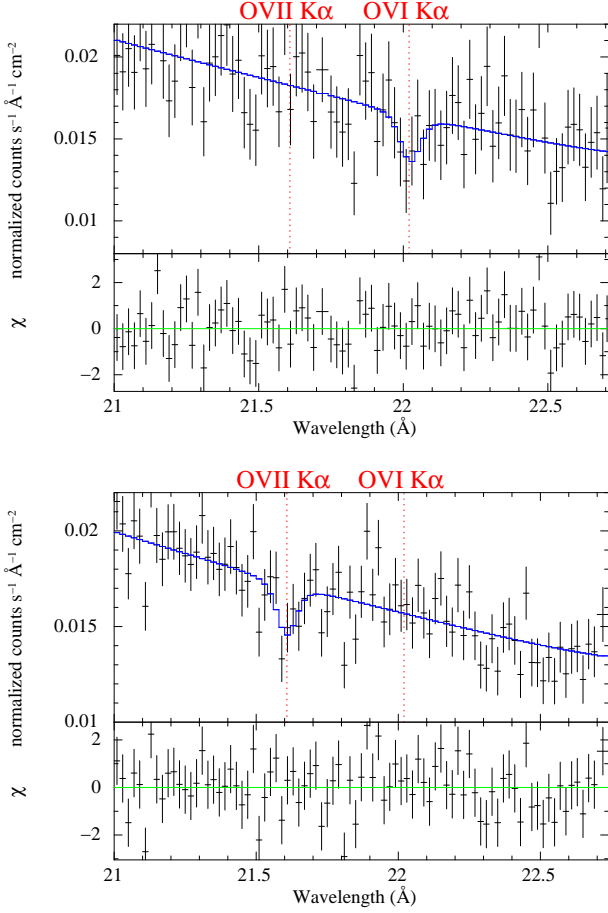 OVII Kα OVI Kα
0.02
0.015
0.01
normalized counts s⁻¹ Å⁻¹ cm⁻²
2
0
−2
χ
21 21.5 22 22.5
Wavelength (Å)
OVII Kα OVI Kα
0.02
0.015
0.01
normalized counts s⁻¹ Å⁻¹ cm⁻²
2
0
−2
χ
21 21.5 22 22.5
Wavelength (Å)